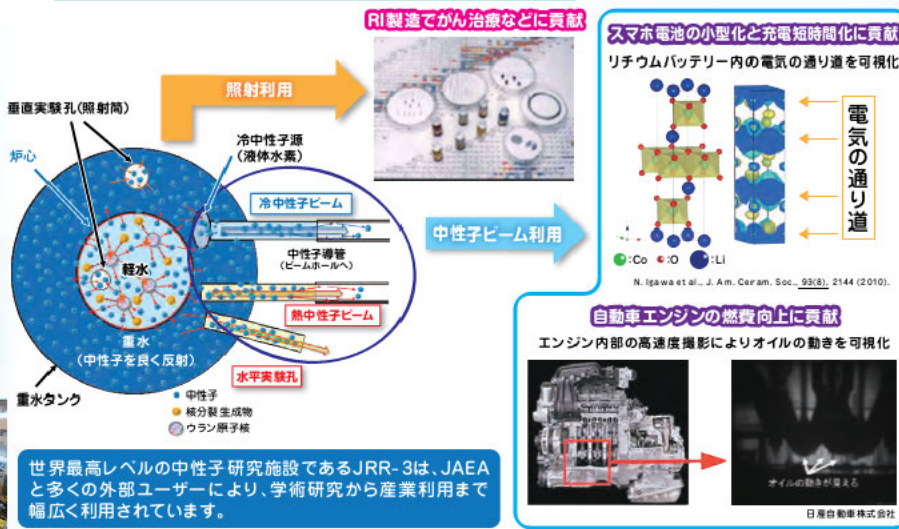 RI製造でがん治療などに貢献
照射利用
垂直実験孔(照射筒)
炉心
冷中性子源
(液体水素)
冷中性子ビーム
中性子導管
(ビームホールへ)
軽水
熱中性子ビーム
重水
(中性子を良く反射)
水平実験孔
重水タンク
中性子
核分裂生成物
ウラン原子核
中性子ビーム利用
世界最高レベルの中性子研究施設であるJRR-3は、JAEA
と多くの外部ユーザーにより、学術研究から産業利用まで
幅広く利用されています。
スマホ電池の小型化と充電短時間化に貢献
リチウムバッテリー内の電気の通り道を可視化
電気の通り道
:Co :O :Li
N. Igawa et al., J. Am. Ceram. Soc., 93(8), 2144 (2010).
自動車エンジンの燃費向上に貢献
エンジン内部の高速度撮影によりオイルの動きを可視化
オイルの動きが見える
日産自動車株式会社